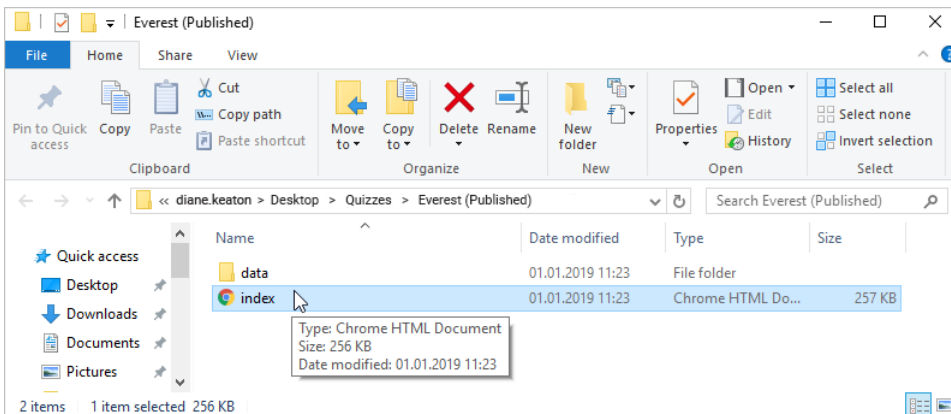 Everest (Published)
File Home Share View
Pin to Quick access
Copy
Paste
Cut
Copy path
Paste shortcut
Clipboard
Move to
Copy to
Delete
Rename
Organize
New folder
New
Properties
Open
Edit
History
Open
Select all
Select none
Invert selection
Select
« diane.keaton > Desktop > Quizzes > Everest (Published)
Search Everest (Published)
Quick access
Desktop
Downloads
Documents
Pictures
Name Date modified Type Size
data 01.01.2019 11:23 File folder
index 01.01.2019 11:23 Chrome HTML Do... 257 KB
Type: Chrome HTML Document
Size: 256 KB
Date modified: 01.01.2019 11:23
2 items 1 item selected 256 KB